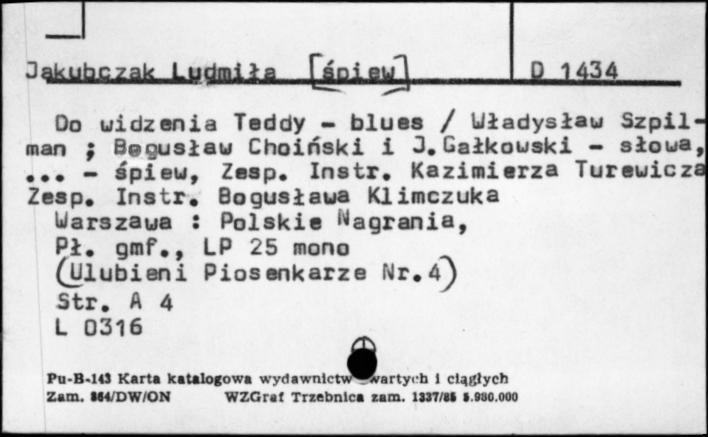 Jakubczak Ludmiła [śpiew] D 1434
Do widzenia Teddy - blues / Władysław Szpil-
man ; Bogusław Choiński i J.Gałkowski - słowa,
... - śpiew, Zesp. Instr. Kazimierza Turewicza
Zesp. Instr. Bogusława Klimczuka
Warszawa : Polskie Nagrania,
Pł. gmf., LP 25 mono
(Ulubieni Piosenkarze Nr.4)
Str. A 4
L 0316
Pu-B-143 Karta katalogowa wydawnictw zwartych i ciągłych
Zam. 864/DW/ON WZGraf Trzebnica zam. 1337/85 5.980.000